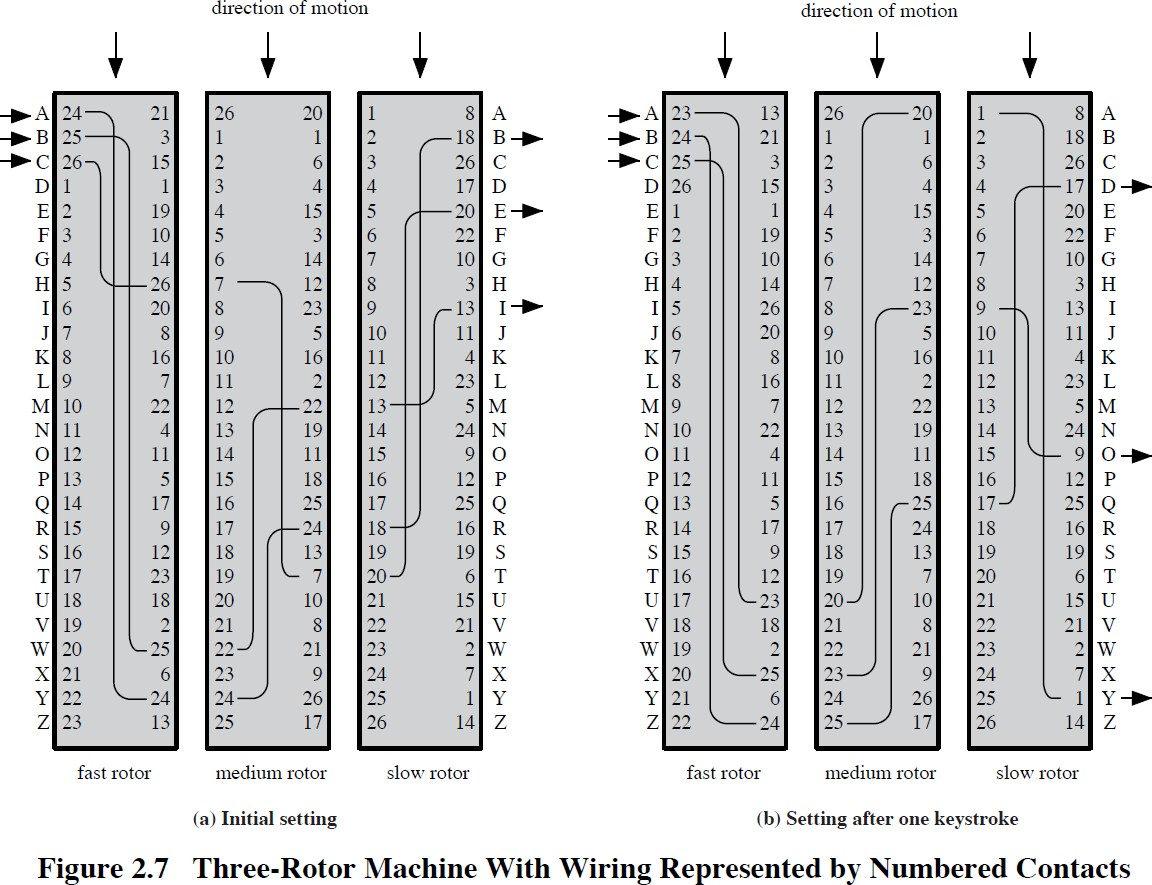 direction of motion direction of motion
A 24 21 26 20 1 8 A A 23 13 26 20 1 8 A
B 25 3 1 1 2 18 B B 24 21 1 1 2 18 B
C 26 15 2 6 3 26 C C 25 3 2 6 3 26 C
D 1 1 3 4 4 17 D D 26 15 3 4 4 17 D
E 2 19 4 15 5 20 E E 1 1 4 15 5 20 E
F 3 10 5 3 6 22 F F 2 19 5 3 6 22 F
G 4 14 6 14 7 10 G G 3 10 6 14 7 10 G
H 5 26 7 12 8 3 H H 4 14 7 12 8 3 H
I 6 20 8 23 9 13 I I 5 26 8 23 9 13 I
J 7 8 9 5 10 11 J J 6 20 9 5 10 11 J
K 8 16 10 16 11 4 K K 7 8 10 16 11 4 K
L 9 7 11 2 12 23 L L 8 16 11 2 12 23 L
M 10 22 12 22 13 5 M M 9 7 12 22 13 5 M
N 11 4 13 19 14 24 N N 10 22 13 19 14 24 N
O 12 11 14 11 15 9 O O 11 4 14 11 15 9 O
P 13 5 15 18 16 12 P P 12 11 15 18 16 12 P
Q 14 17 16 25 17 25 Q Q 13 5 16 25 17 25 Q
R 15 9 17 24 18 16 R R 14 17 17 24 18 16 R
S 16 12 18 13 19 19 S S 15 9 18 13 19 19 S
T 17 23 19 7 20 6 T T 16 12 19 7 20 6 T
U 18 18 20 10 21 15 U U 17 23 20 10 21 15 U
V 19 2 21 8 22 21 V V 18 18 21 8 22 21 V
W 20 25 22 21 23 2 W W 19 2 22 21 23 2 W
X 21 6 23 9 24 7 X X 20 25 23 9 24 7 X
Y 22 24 24 26 25 1 Y Y 21 6 24 26 25 1 Y
Z 23 13 25 17 26 14 Z Z 22 24 25 17 26 14 Z
fast rotor medium rotor slow rotor fast rotor medium rotor slow rotor
(a) Initial setting (b) Setting after one keystroke
Figure 2.7 Three-Rotor Machine With Wiring Represented by Numbered Contacts